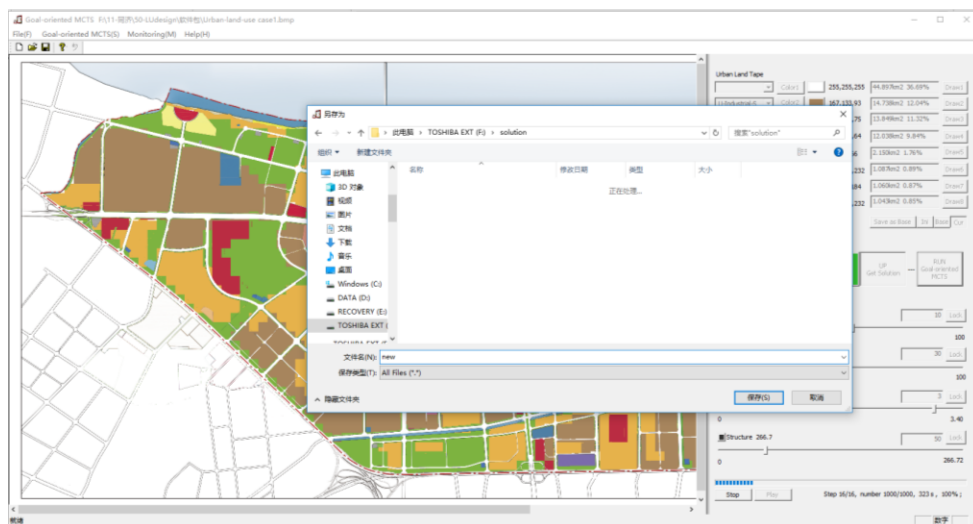 Goal-oriented MCTS F:\11-阳齐\50-LUdesign\软件包\Urban-land-use case1.bmp
File(F) Goal-oriented MCTS(S) Monitoring(M) Help(H)
另存为
此电脑 › TOSHIBA EXT (F:) › solution
搜索"solution"
组织 新建文件夹
名称 修改日期 类型 大小
正在处理...
此电脑
3D 对象
视频
图片
文档
下载
音乐
桌面
Windows (C:)
DATA (D:)
RECOVERY (E:)
TOSHIBA EXT (
文件名(N): new
保存类型(T): All Files (*.*)
隐藏文件夹
保存(S) 取消
Urban Land Tape
Color1 255,255,255 44.897km2 36.69% Draw1
Color2 167,133,93 14.738km2 12.04% Draw2
,75 13.849km2 11.32% Draw3
,84 12.038km2 9.84% Draw4
2.150km2 1.76% Draw5
,232 1.087km2 0.89% Draw6
,184 1.060km2 0.87% Draw7
,232 1.043km2 0.85% Draw8
Save as Base Base Cur
UP
Get Solution
RUN
Goal-oriented
MCTS
10 Lock
100
30 Lock
100
3 Lock
0 3.40
Structure 266.7 50 Lock
0 266.72
Stop Play Step 16/16, number 1000/1000, 323 s, 100% ;
就绪
数字